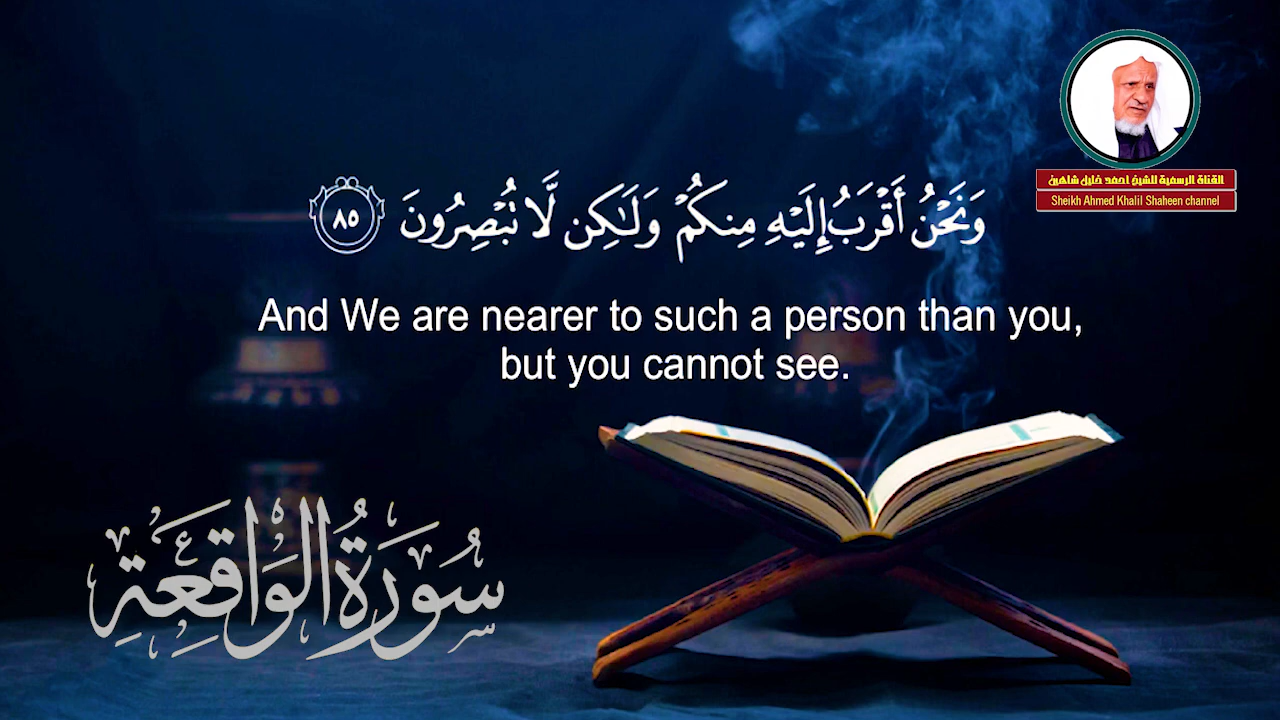 القناة الرسمية للشيخ احمد خليل شاهين
Sheikh Ahmed Khalil Shaheen channel
وَنَحْنُ أَقْرَبُ إِلَيْهِ مِنكُمْ وَلَٰكِن لَّا تُبْصِرُونَ ٨٥
And We are nearer to such a person than you,
but you cannot see.
سُورَةُ الْوَاقِعَةِ